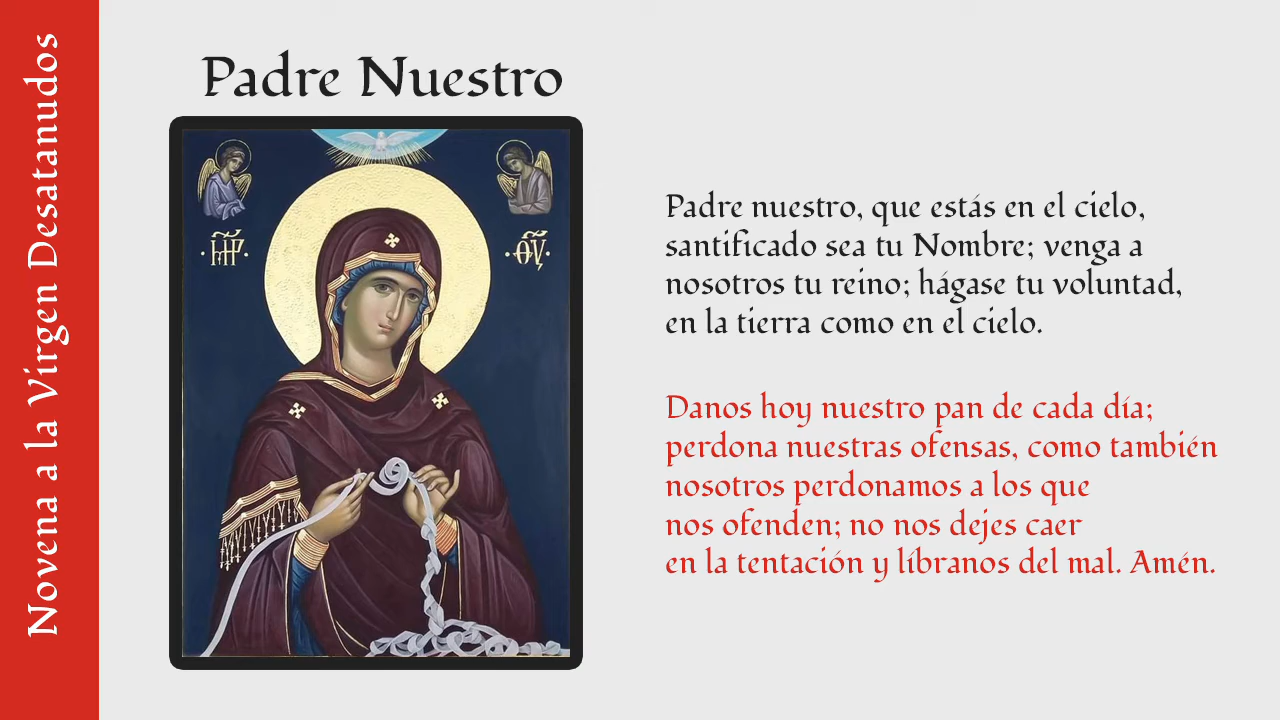 Novena a la Virgen Desatanudos
Padre Nuestro
ΜΡ ΘΥ
Padre nuestro, que estás en el cielo,
santificado sea tu Nombre; venga a
nosotros tu reino; hágase tu voluntad,
en la tierra como en el cielo.
Danos hoy nuestro pan de cada día;
perdona nuestras ofensas, como también
nosotros perdonamos a los que
nos ofenden; no nos dejes caer
en la tentación y líbranos del mal. Amén.